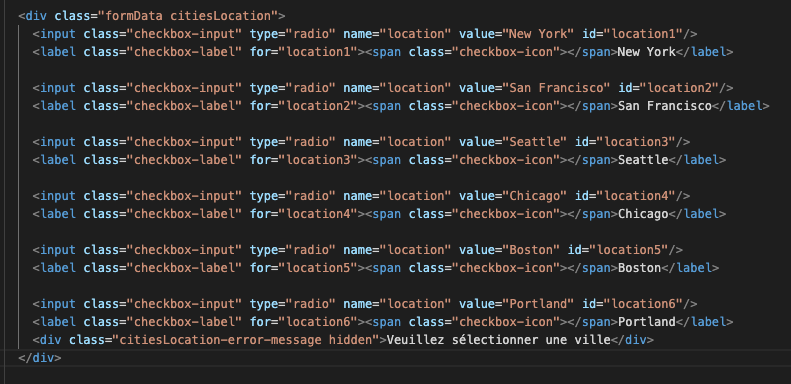 <div class="formData citiesLocation">
<input class="checkbox-input" type="radio" name="location" value="New York" id="location1"/>
<label class="checkbox-label" for="location1"><span class="checkbox-icon"></span>New York</label>
<input class="checkbox-input" type="radio" name="location" value="San Francisco" id="location2"/>
<label class="checkbox-label" for="location2"><span class="checkbox-icon"></span>San Francisco</label>
<input class="checkbox-input" type="radio" name="location" value="Seattle" id="location3"/>
<label class="checkbox-label" for="location3"><span class="checkbox-icon"></span>Seattle</label>
<input class="checkbox-input" type="radio" name="location" value="Chicago" id="location4"/>
<label class="checkbox-label" for="location4"><span class="checkbox-icon"></span>Chicago</label>
<input class="checkbox-input" type="radio" name="location" value="Boston" id="location5"/>
<label class="checkbox-label" for="location5"><span class="checkbox-icon"></span>Boston</label>
<input class="checkbox-input" type="radio" name="location" value="Portland" id="location6"/>
<label class="checkbox-label" for="location6"><span class="checkbox-icon"></span>Portland</label>
<div class="citiesLocation-error-message hidden">Veuillez sélectionner une ville</div>
</div>